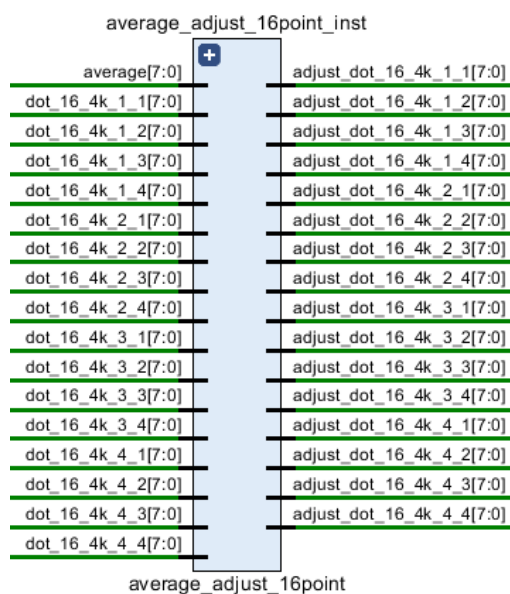 average_adjust_16point_inst
average[7:0]
dot_16_4k_1_1[7:0]
dot_16_4k_1_2[7:0]
dot_16_4k_1_3[7:0]
dot_16_4k_1_4[7:0]
dot_16_4k_2_1[7:0]
dot_16_4k_2_2[7:0]
dot_16_4k_2_3[7:0]
dot_16_4k_2_4[7:0]
dot_16_4k_3_1[7:0]
dot_16_4k_3_2[7:0]
dot_16_4k_3_3[7:0]
dot_16_4k_3_4[7:0]
dot_16_4k_4_1[7:0]
dot_16_4k_4_2[7:0]
dot_16_4k_4_3[7:0]
dot_16_4k_4_4[7:0]
adjust_dot_16_4k_1_1[7:0]
adjust_dot_16_4k_1_2[7:0]
adjust_dot_16_4k_1_3[7:0]
adjust_dot_16_4k_1_4[7:0]
adjust_dot_16_4k_2_1[7:0]
adjust_dot_16_4k_2_2[7:0]
adjust_dot_16_4k_2_3[7:0]
adjust_dot_16_4k_2_4[7:0]
adjust_dot_16_4k_3_1[7:0]
adjust_dot_16_4k_3_2[7:0]
adjust_dot_16_4k_3_3[7:0]
adjust_dot_16_4k_3_4[7:0]
adjust_dot_16_4k_4_1[7:0]
adjust_dot_16_4k_4_2[7:0]
adjust_dot_16_4k_4_3[7:0]
adjust_dot_16_4k_4_4[7:0]
average_adjust_16point